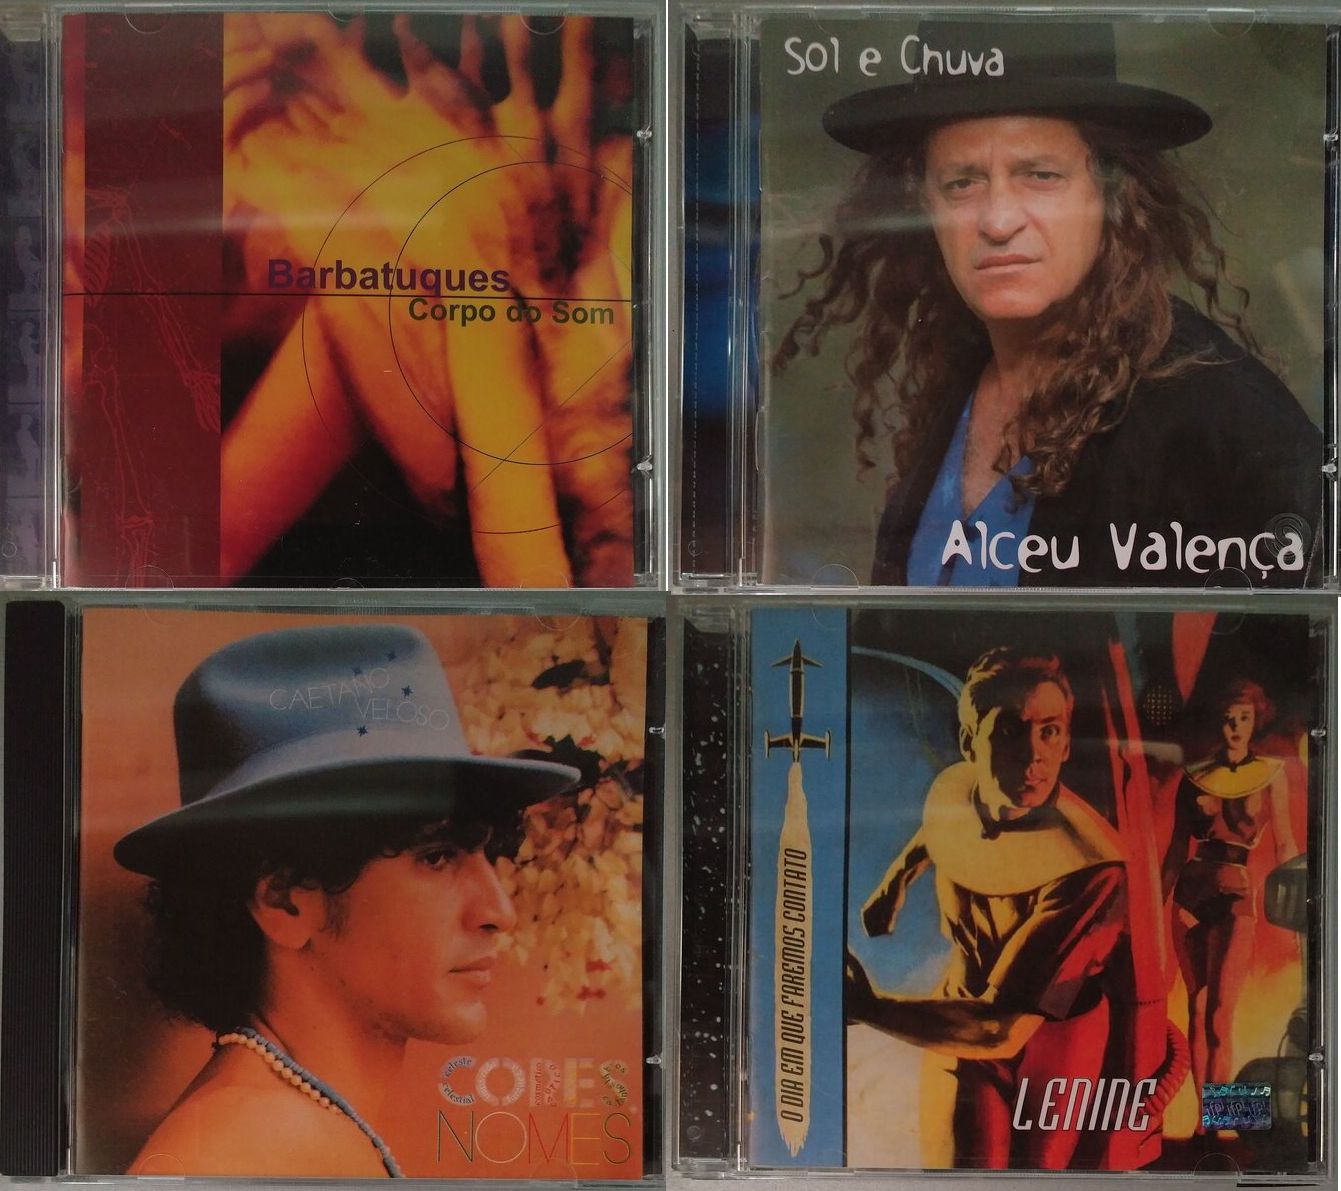 Barbatuques
Corpo do Som
Sol e Chuva
Alceu Valença
CAETANO
VELOSO
CORES,
NOMES
O DIA EM QUE FAREMOS CONTATO
LENINE